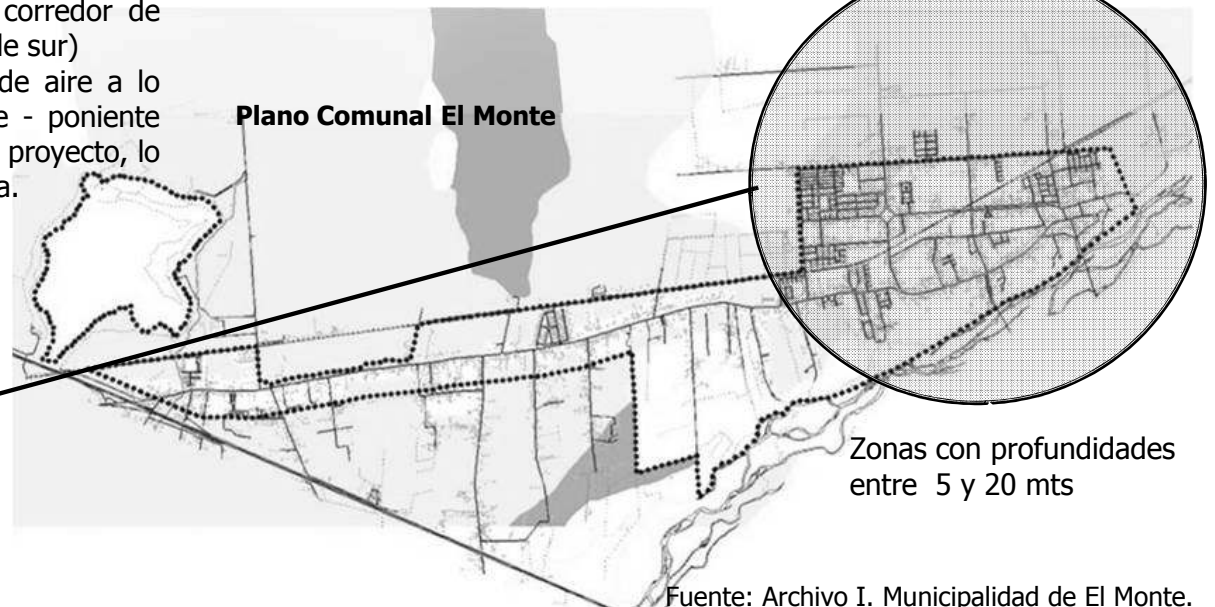 corredor de
le sur)
de aire a lo
e - poniente
proyecto, lo
a.
Plano Comunal El Monte
Zonas con profundidades
entre 5 y 20 mts
Fuente: Archivo I. Municipalidad de El Monte.